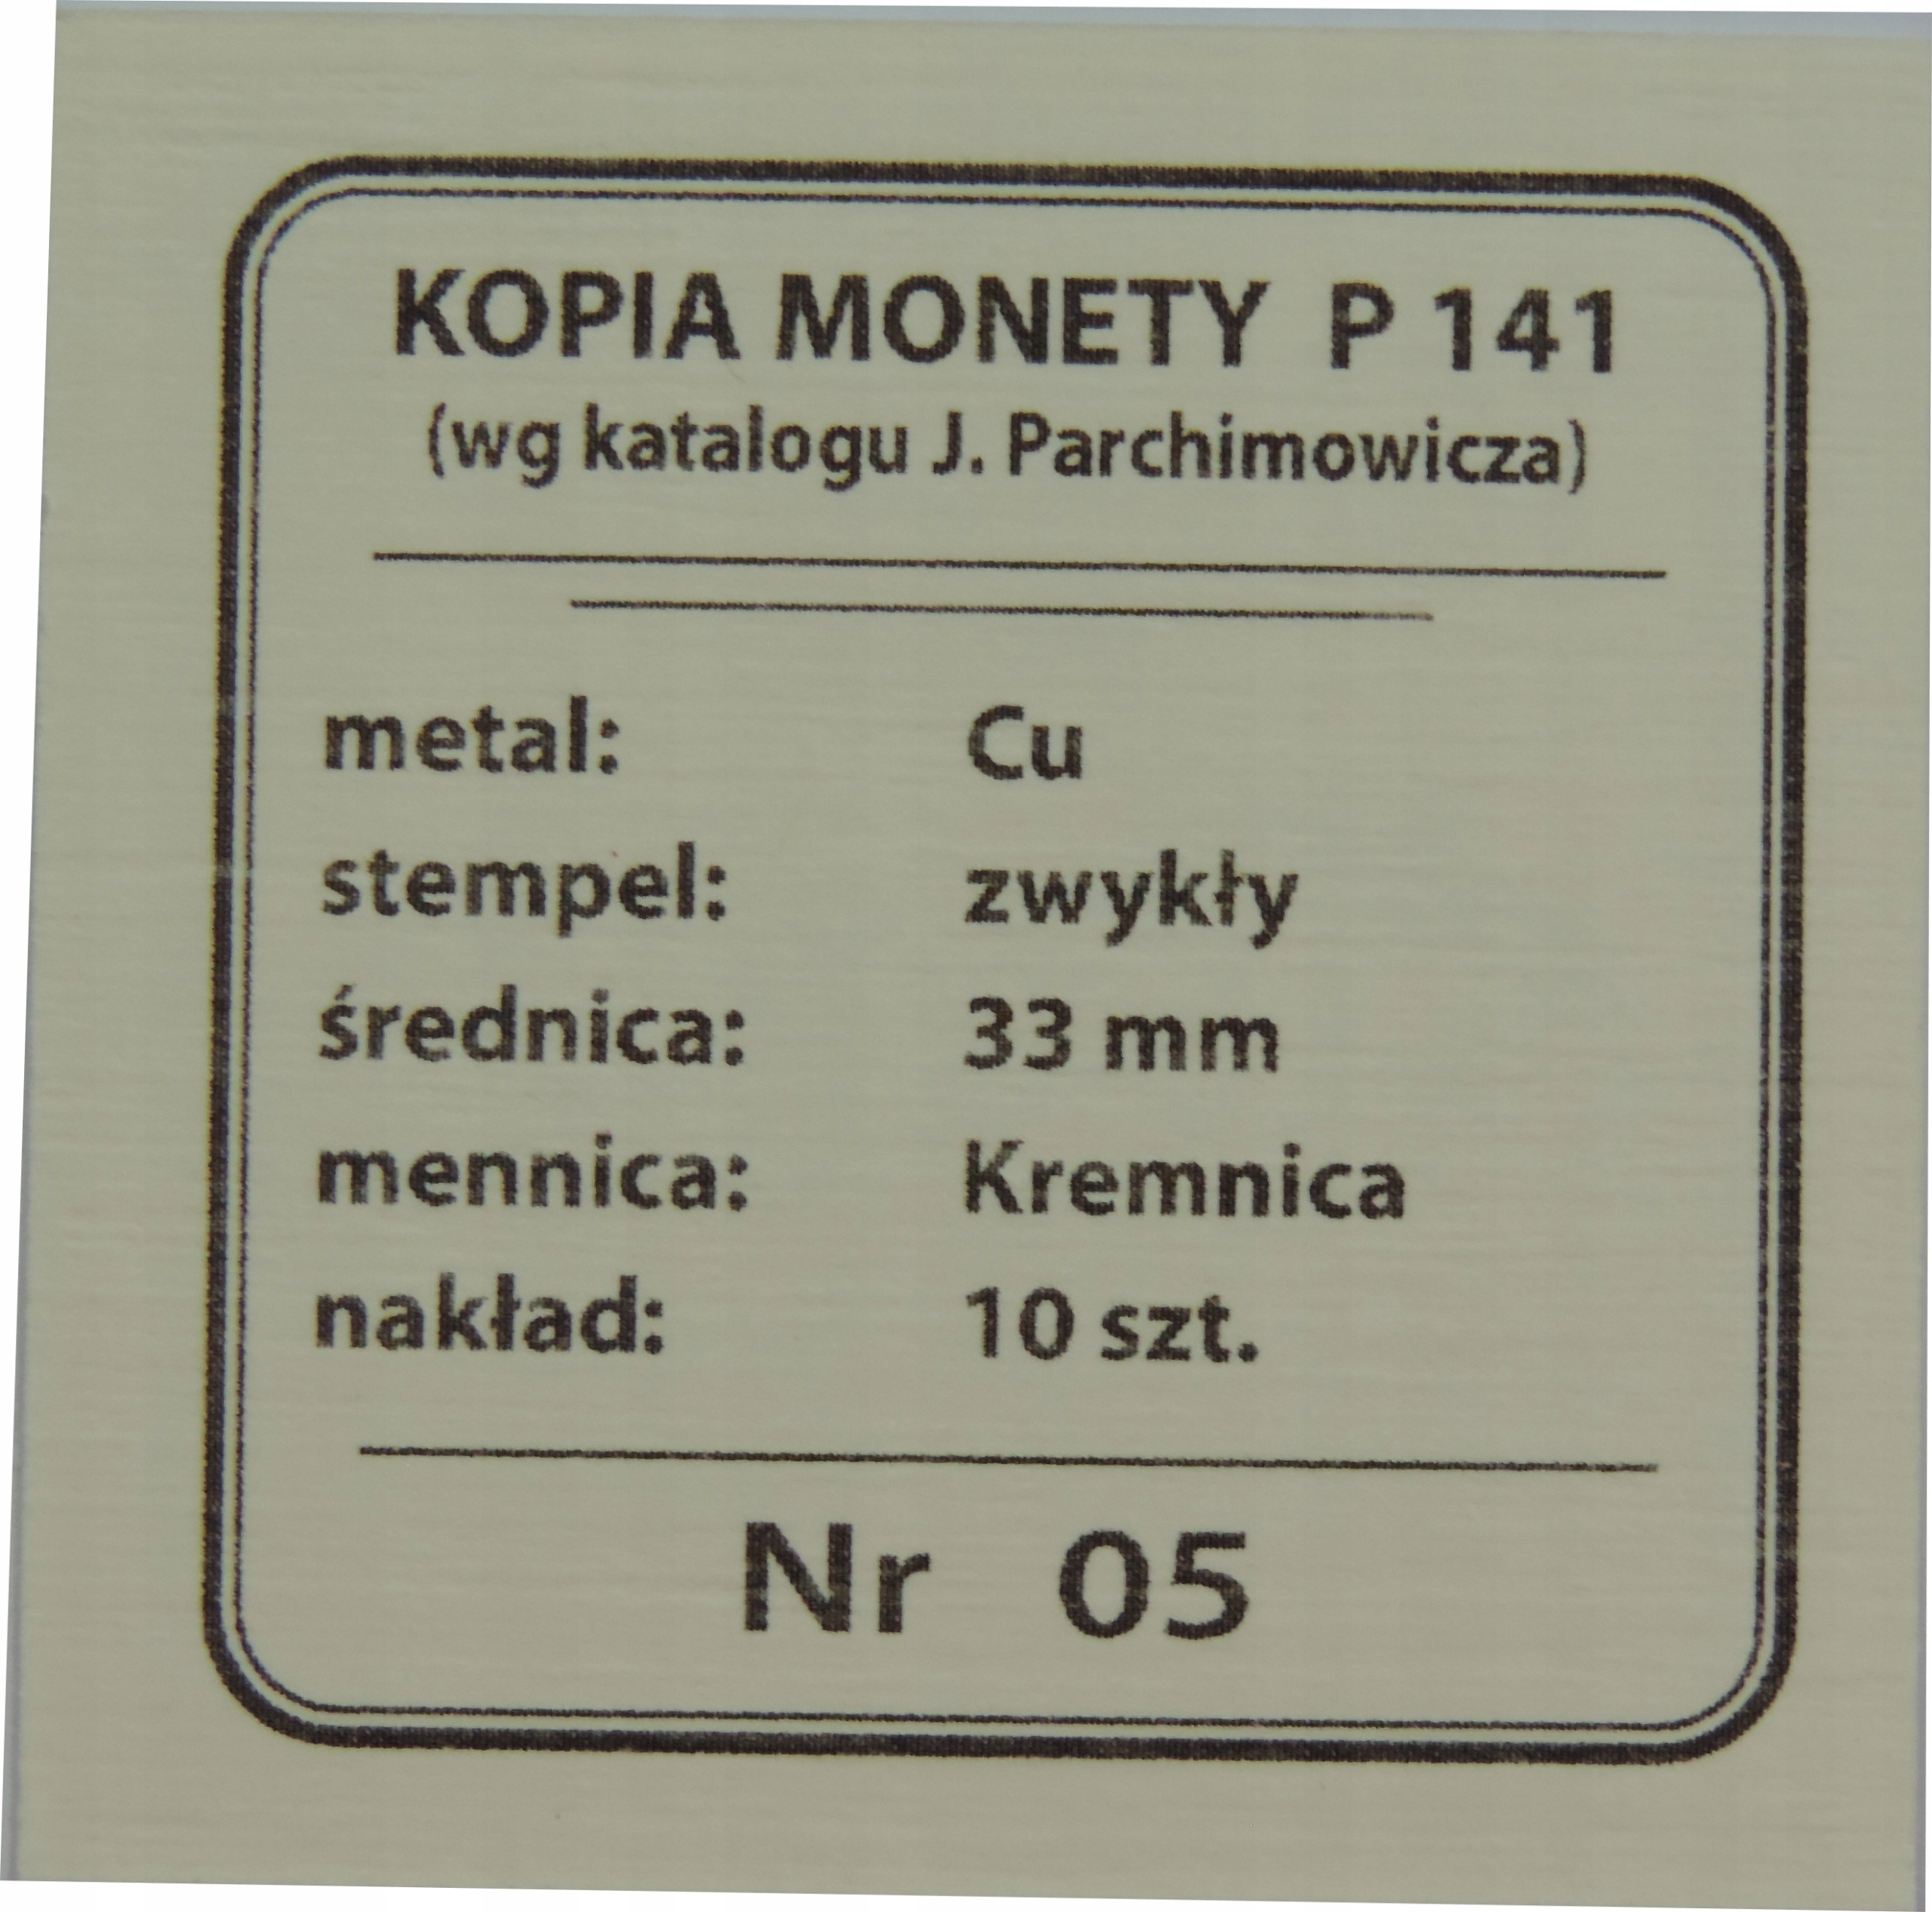 KOPIA MONETY P 141
(wg katalogu J. Parchimowicza)
metal: Cu
stempel: zwykły
średnica: 33 mm
mennica: Kremnica
nakład: 10 szt.
Nr 05